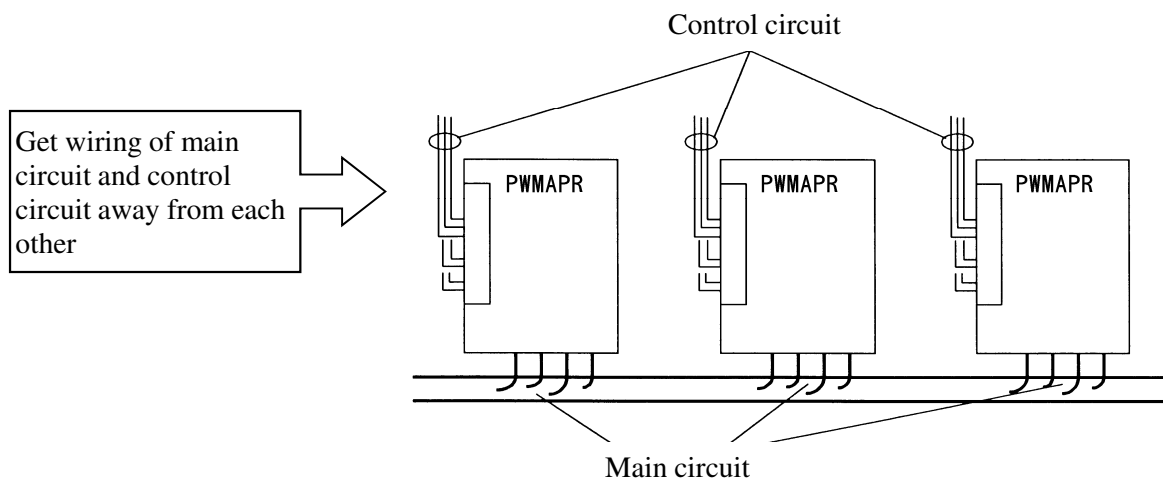 Control circuit
Get wiring of main
circuit and control
circuit away from each
other
PWMAPR
PWMAPR
PWMAPR
Main circuit